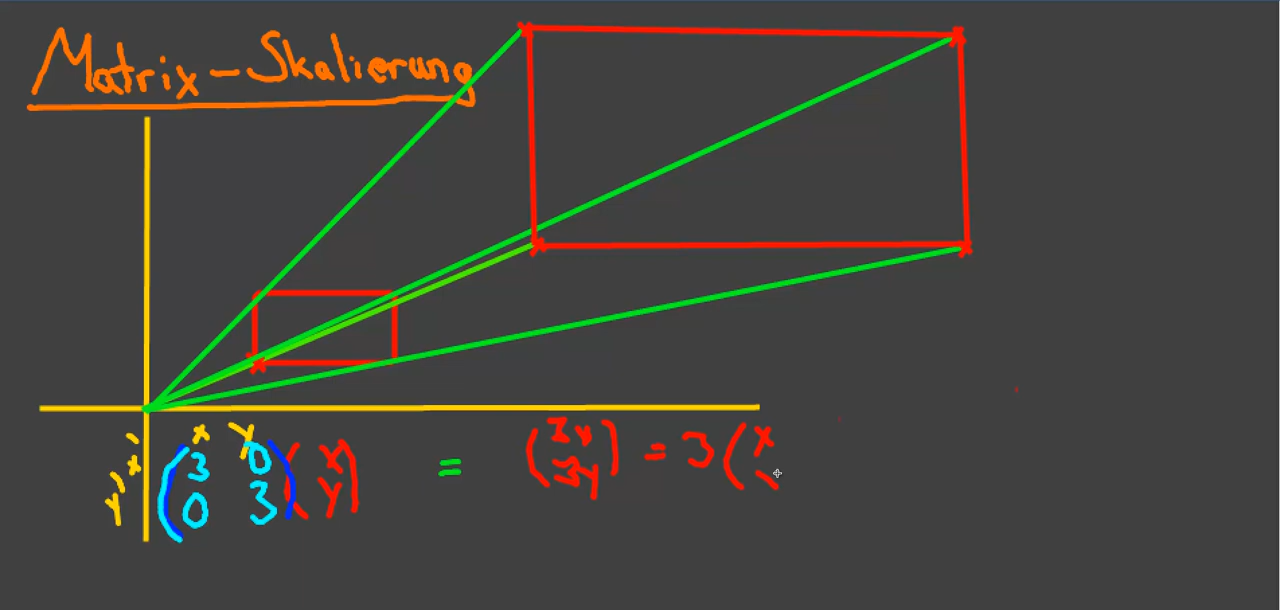 Matrix-Skalierung
x y
'x (3 0) (x) = (3x) = 3 (x
'y (0 3) (y) (3y)